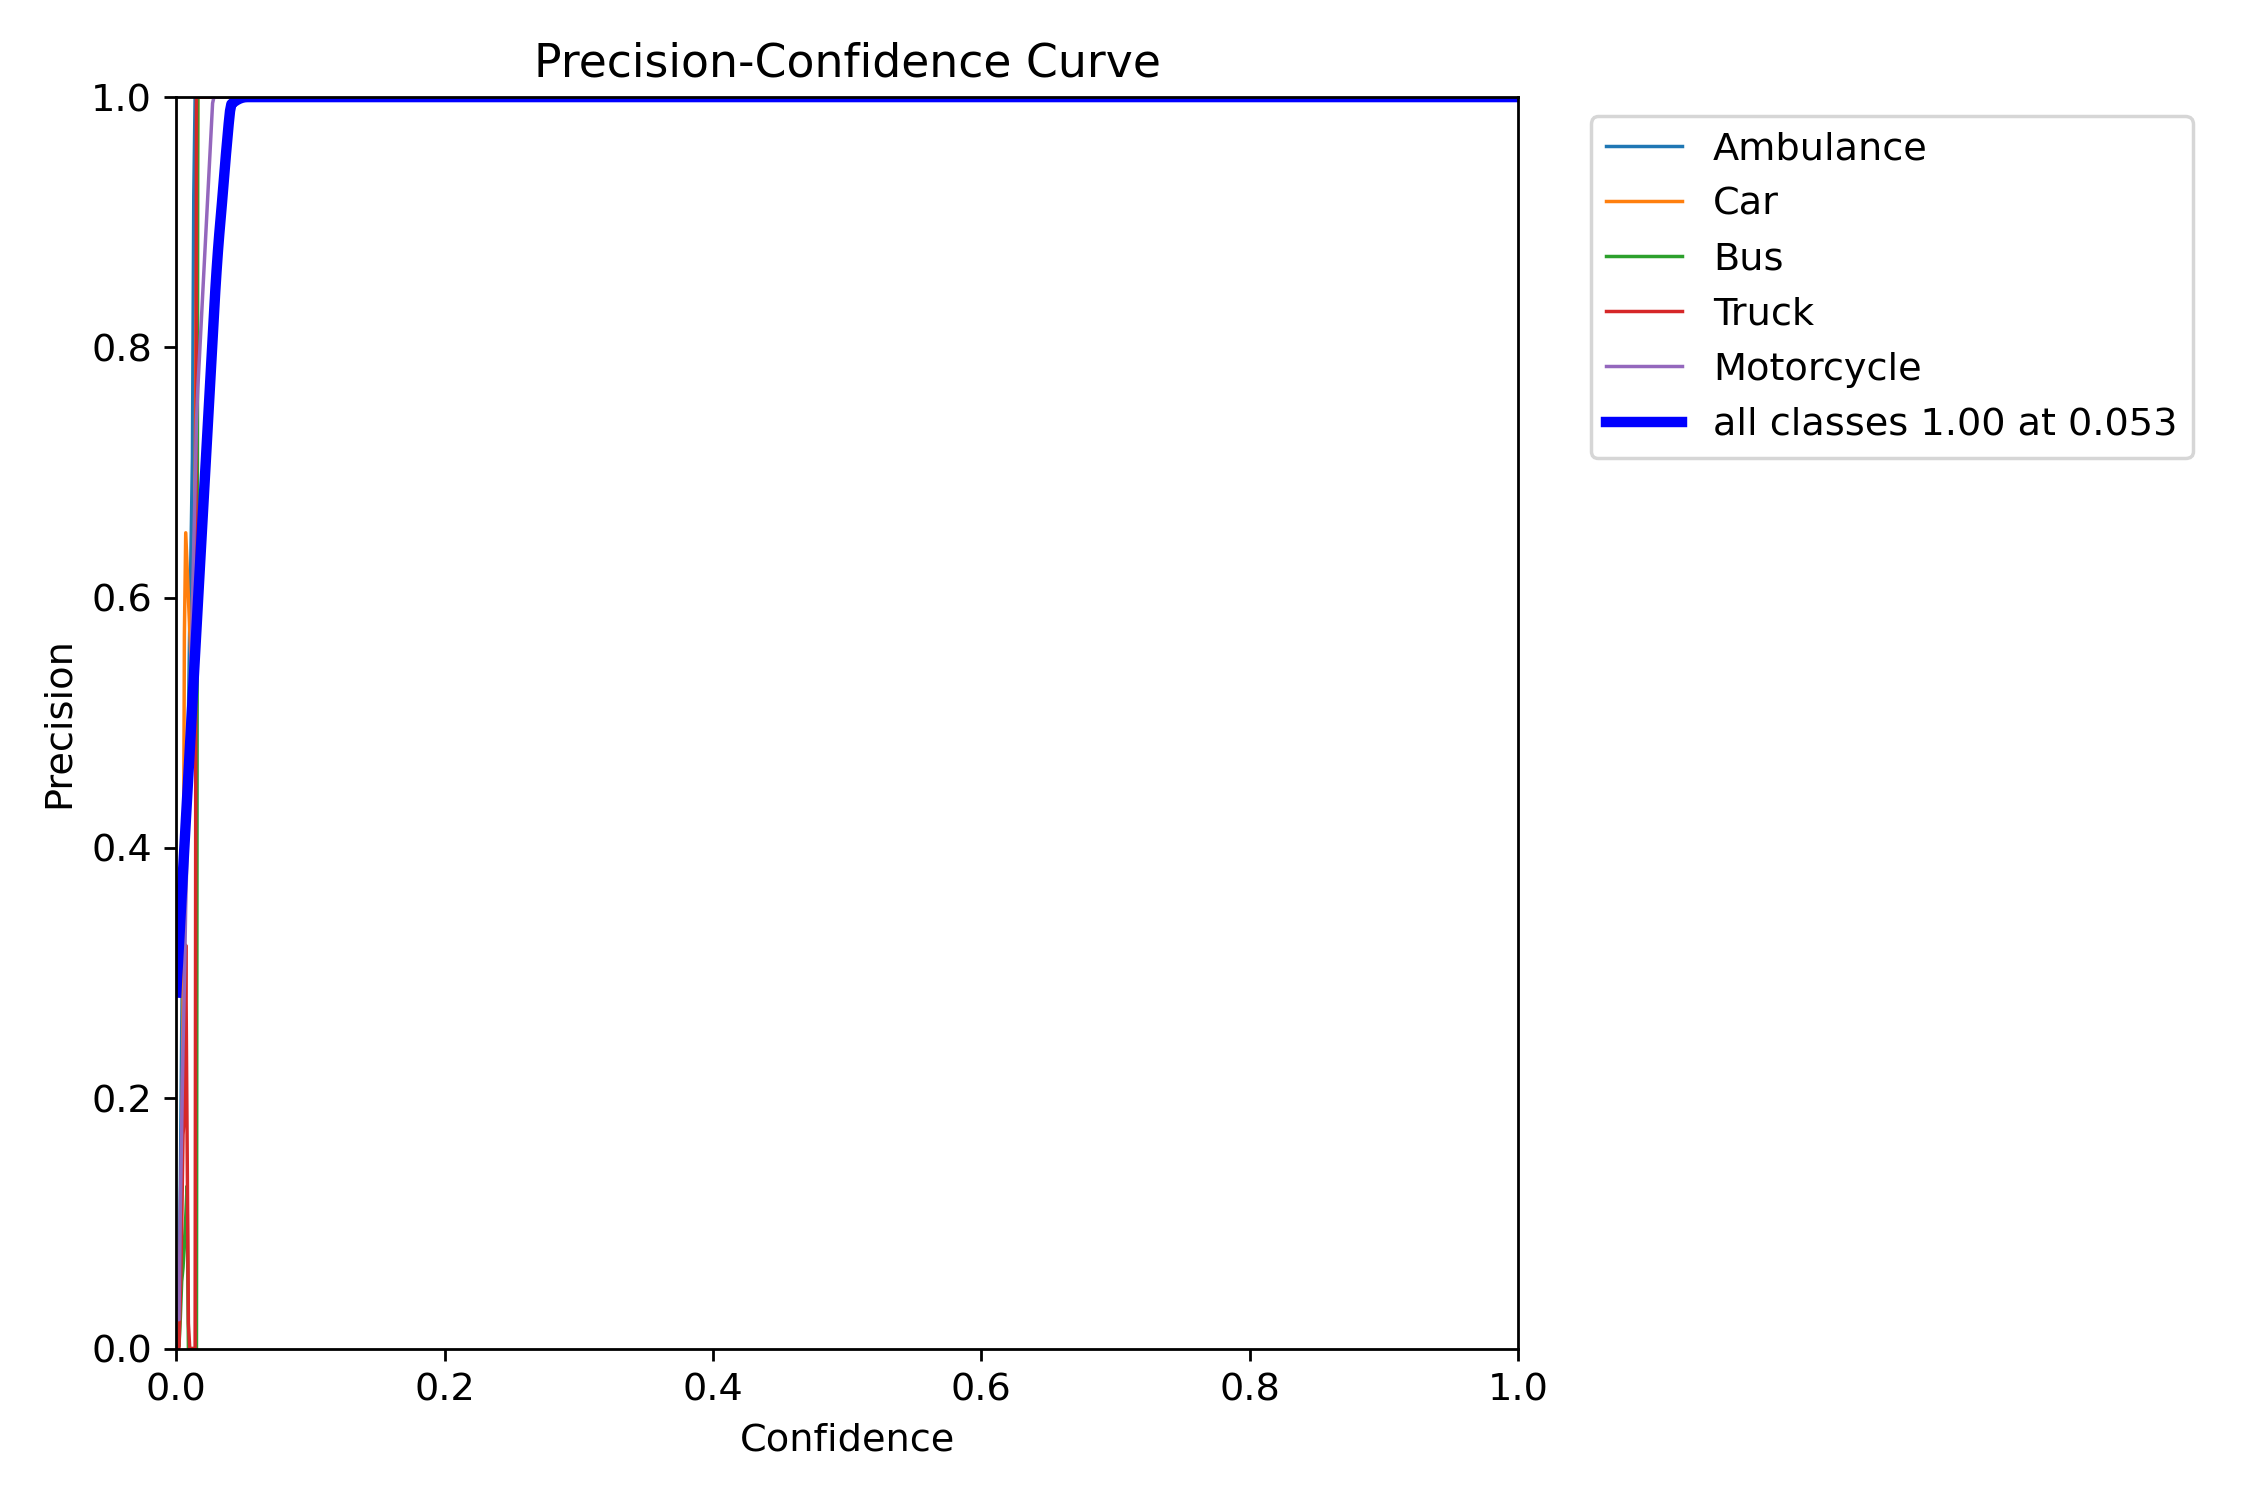 Precision-Confidence Curve
1.0
0.8
0.6
0.4
0.2
0.0
Precision
0.0 0.2 0.4 0.6 0.8 1.0
Confidence
Ambulance
Car
Bus
Truck
Motorcycle
all classes 1.00 at 0.053